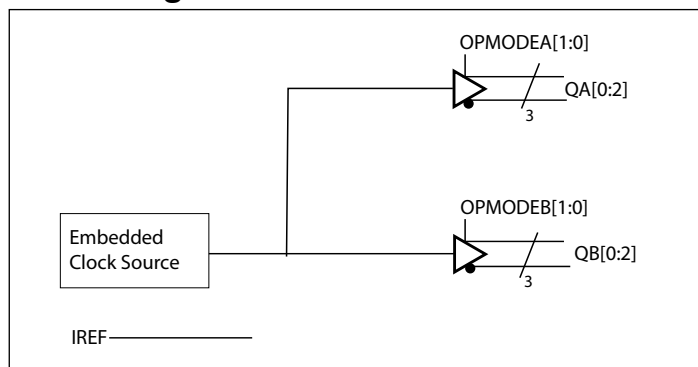 OPMODEA[1:0]
QA[0:2]
3
OPMODEB[1:0]
Embedded
Clock Source
QB[0:2]
3
IREF